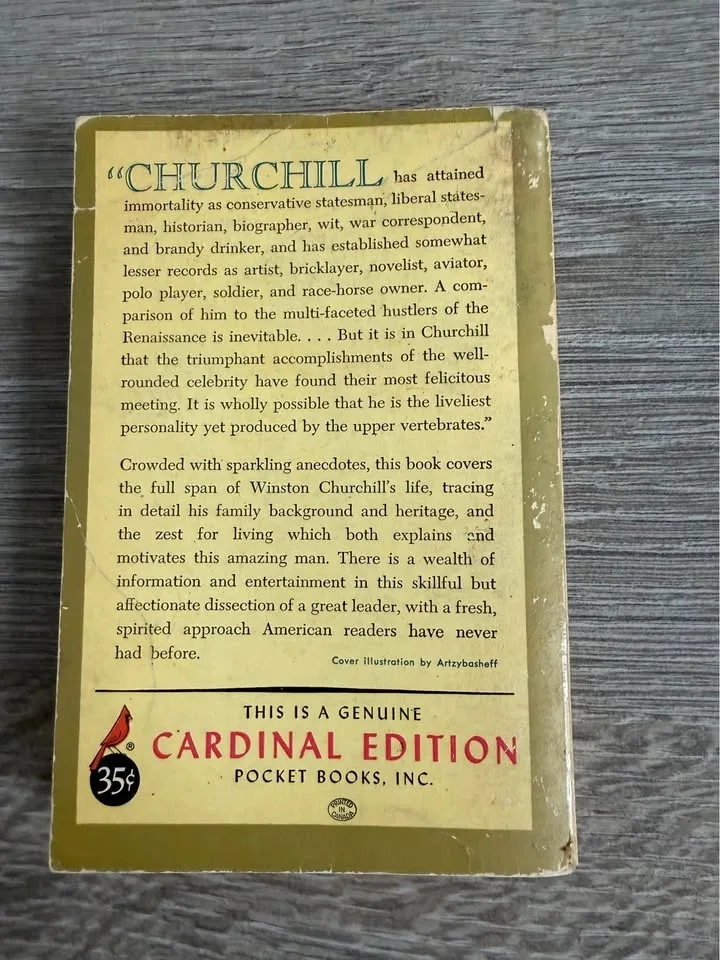 “CHURCHILL has attained
immortality as conservative statesman, liberal states-
man, historian, biographer, wit, war correspondent,
and brandy drinker, and has established somewhat
lesser records as artist, bricklayer, novelist, aviator,
polo player, soldier, and race-horse owner. A com-
parison of him to the multi-faceted hustlers of the
Renaissance is inevitable. . . . But it is in Churchill
that the triumphant accomplishments of the well-
rounded celebrity have found their most felicitous
meeting. It is wholly possible that he is the liveliest
personality yet produced by the upper vertebrates.”
Crowded with sparkling anecdotes, this book covers
the full span of Winston Churchill’s life, tracing
in detail his family background and heritage, and
the zest for living which both explains and
motivates this amazing man. There is a wealth of
information and entertainment in this skillful but
affectionate dissection of a great leader, with a fresh,
spirited approach American readers have never
had before.
Cover illustration by Artzybasheff
THIS IS A GENUINE
® CARDINAL EDITION
35¢
POCKET BOOKS, INC.
PRINTED
IN
CANADA